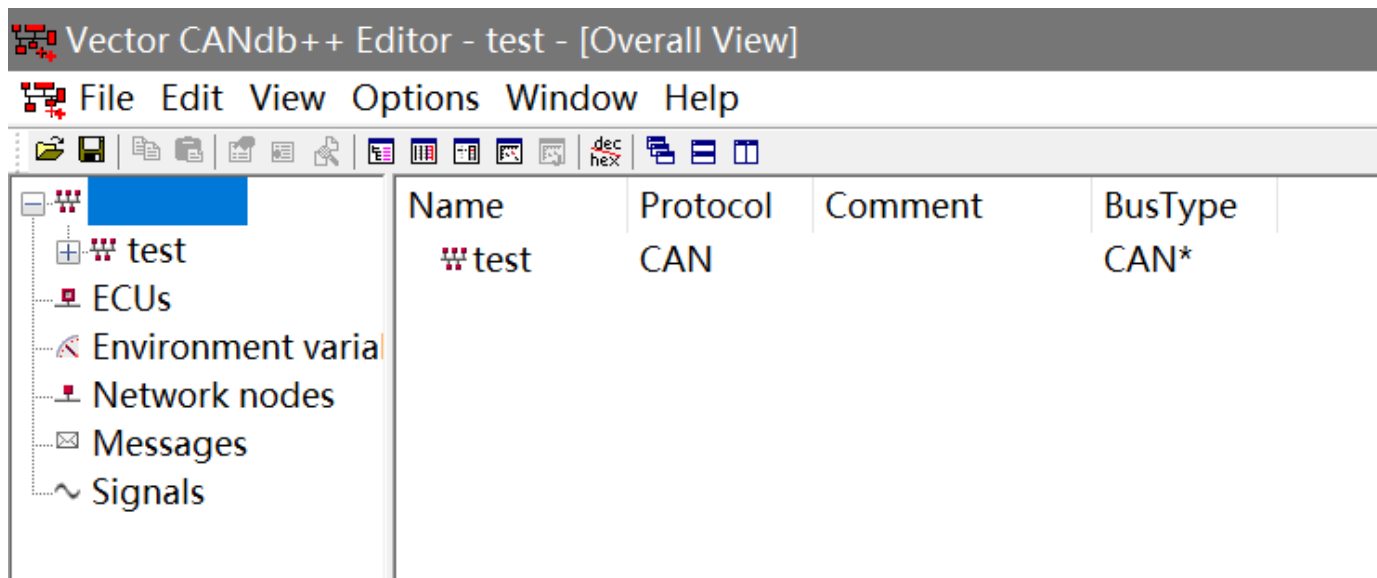 Vector CANdb++ Editor - test - [Overall View]
File Edit View Options Window Help
dec
hex
Name Protocol Comment BusType
test CAN CAN*
test
ECUs
Environment varia
Network nodes
Messages
Signals